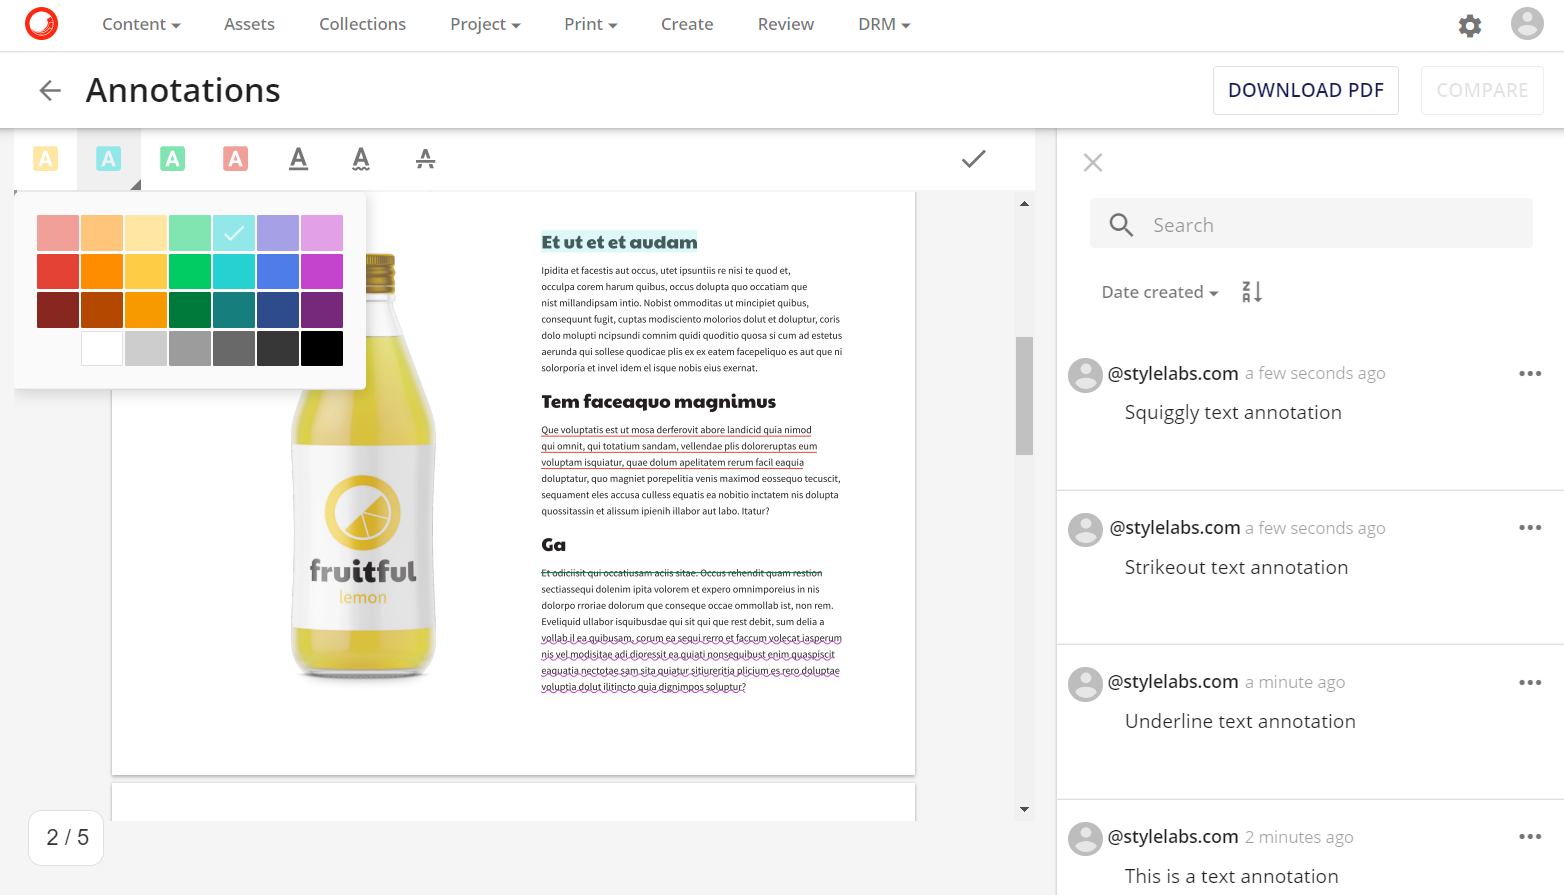 Content
Assets
Collections
Project
Print
Create
Review
DRM
Annotations
DOWNLOAD PDF
COMPARE
A
A
A
A
A
A
A
Et ut et et audam
Ipidita et facestis aut occus, utet ipsuntiis re nisi te quod et,
occulpa corem harum quibus, occus dolupta quo occatiam que
nist millandipsam intio. Nobist ommoditas ut mincipiet quibus,
consequunt fugit, cuptas modisciento molorios dolut et doluptur, coris
dolo molupti ncipsundi comnim quidi quoditio quosa si cum ad estetus
aerunda qui sollese quodicae plis ex ex eatem facepeliquo es aut que ni
solorporia et invel idem el isque nobis eius exernat.
Tem faceaquo magnimus
Que voluptatis est ut mosa derferovit abore landicid quia nimod
qui omnit, qui totatium sandam, vellendae plis doloreruptas eum
voluptam isquiatur, quae dolum apelitatem rerum facil eaquia
doluptatur, quo magniet porepelitia venis maximod eossequo tecuscit,
sequament eles accusa culless equatis ea nobitio inctatem nis dolupta
quossitassin et alissum ipienih illabor aut labo. Itatur?
Ga
Et odiciisit qui occatiusam aciis sitae. Occus rehendit quam restion
sectiassequi dolenim ipita volorem et expero omnimporeius in nis
dolorpo rroriae dolorum que conseque occae ommollab ist, non rem.
Eveliquid ullabor isquibusdae qui sit qui que rest debit, sum delia a
vollab il ea quibusam, corum ea sequi rerro et faccum volecat iasperum
nis vel modisitae adi dioressit ea quiati nonsequibust enim quaspiscit
eaquatia nectotae sam sita quiatur sitiureritia plicium es rero doluptae
voluptia dolut ilitincto quia dignimpos soluptur?
fruitful
lemon
2 / 5
Search
Date created
Z
A
@stylelabs.com a few seconds ago
Squiggly text annotation
@stylelabs.com a few seconds ago
Strikeout text annotation
@stylelabs.com a minute ago
Underline text annotation
@stylelabs.com 2 minutes ago
This is a text annotation